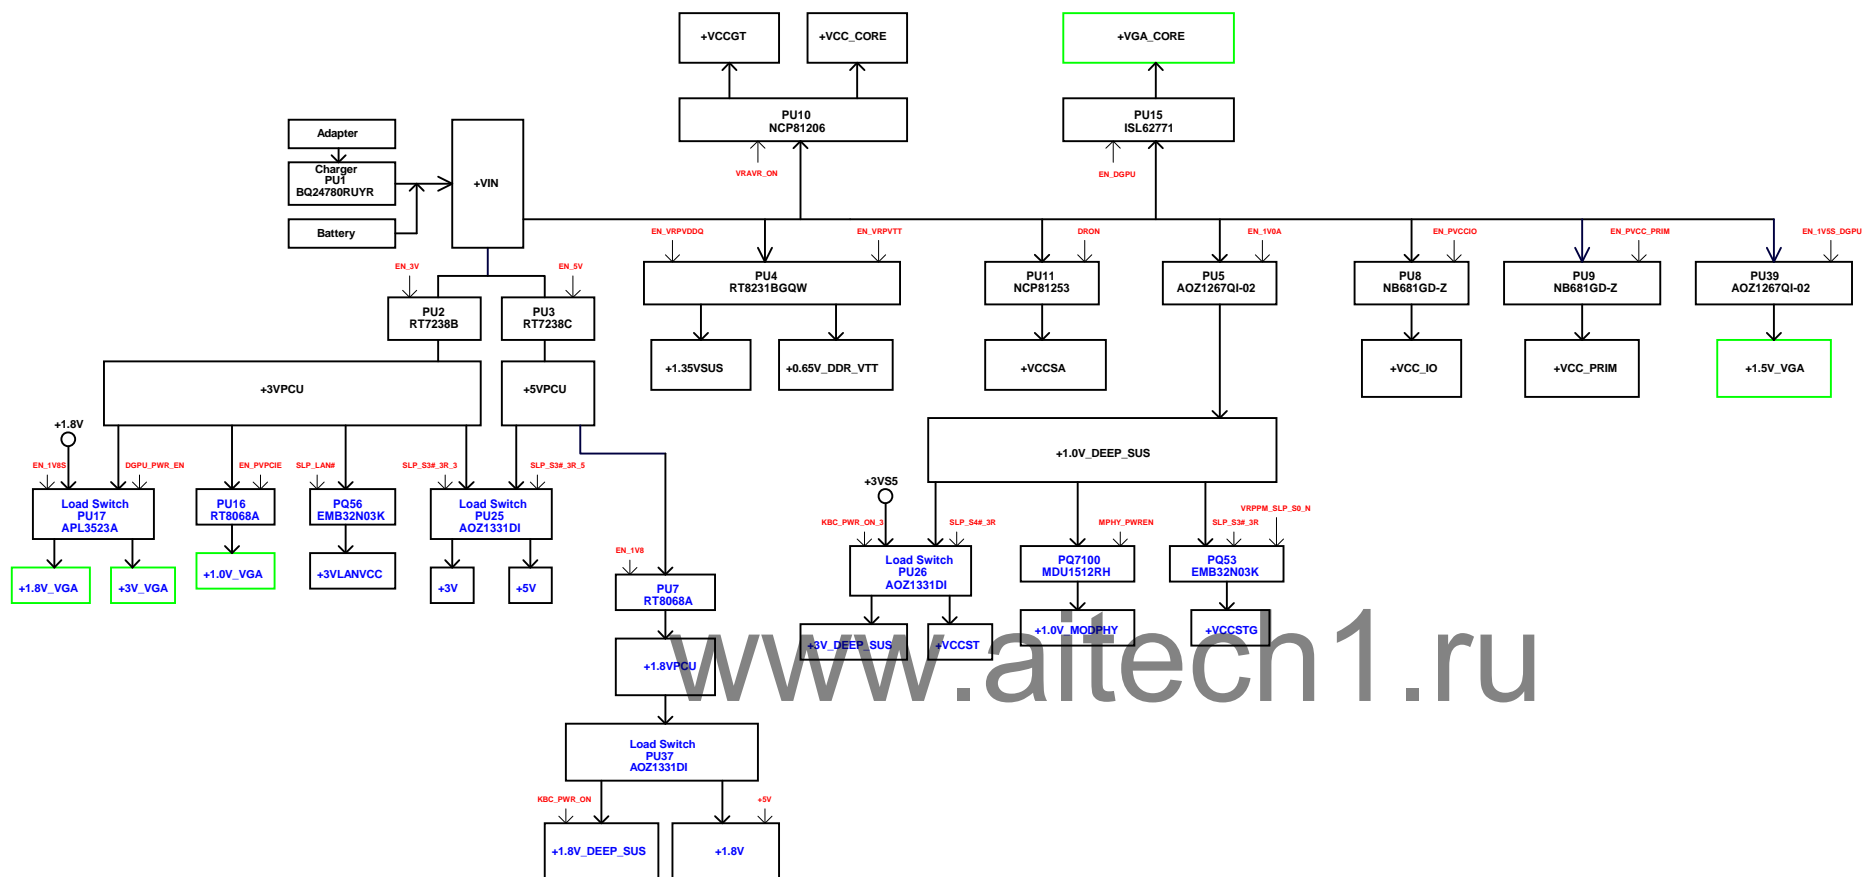 +VCCGT
+VCC_CORE
+VGA_CORE
PU10
NCP81206
PU15
ISL62771
VRAVR_ON
EN_DGPU
Adapter
Charger
PU1
BQ24780RUYR
Battery
+VIN
EN_3V
EN_5V
PU2
RT7238B
PU3
RT7238C
EN_VRPVDDQ
EN_VRPVTT
PU4
RT8231BGQW
+1.35VSUS
+0.65V_DDR_VTT
DRON
PU11
NCP81253
+VCCSA
EN_1V0A
PU5
AOZ1267QI-02
EN_PVCCIO
PU8
NB681GD-Z
+VCC_IO
EN_PVCC_PRIM
PU9
NB681GD-Z
+VCC_PRIM
EN_1V5S_DGPU
PU39
AOZ1267QI-02
+1.5V_VGA
+3VPCU
+5VPCU
+1.8V
EN_1V8S
DGPU_PWR_EN
Load Switch
PU17
APL3523A
+1.8V_VGA
+3V_VGA
EN_PVPCIE
PU16
RT8068A
+1.0V_VGA
SLP_LAN#
PQ56
EMB32N03K
+3VLANVCC
SLP_S3#_3R_3
SLP_S3#_3R_5
Load Switch
PU25
AOZ1331DI
+3V
+5V
EN_1V8
PU7
RT8068A
+1.8VPCU
Load Switch
PU37
AOZ1331DI
KBC_PWR_ON
+5V
+1.8V_DEEP_SUS
+1.8V
+1.0V_DEEP_SUS
+3VS5
KBC_PWR_ON_3
SLP_S4#_3R
Load Switch
PU26
AOZ1331DI
+3V_DEEP_SUS
+VCCST
MPHY_PWREN
PQ7100
MDU1512RH
+1.0V_MODPHY
VRPPM_SLP_S0_N
SLP_S3#_3R
PQ53
EMB32N03K
+VCCSTG
www.aitech1.ru